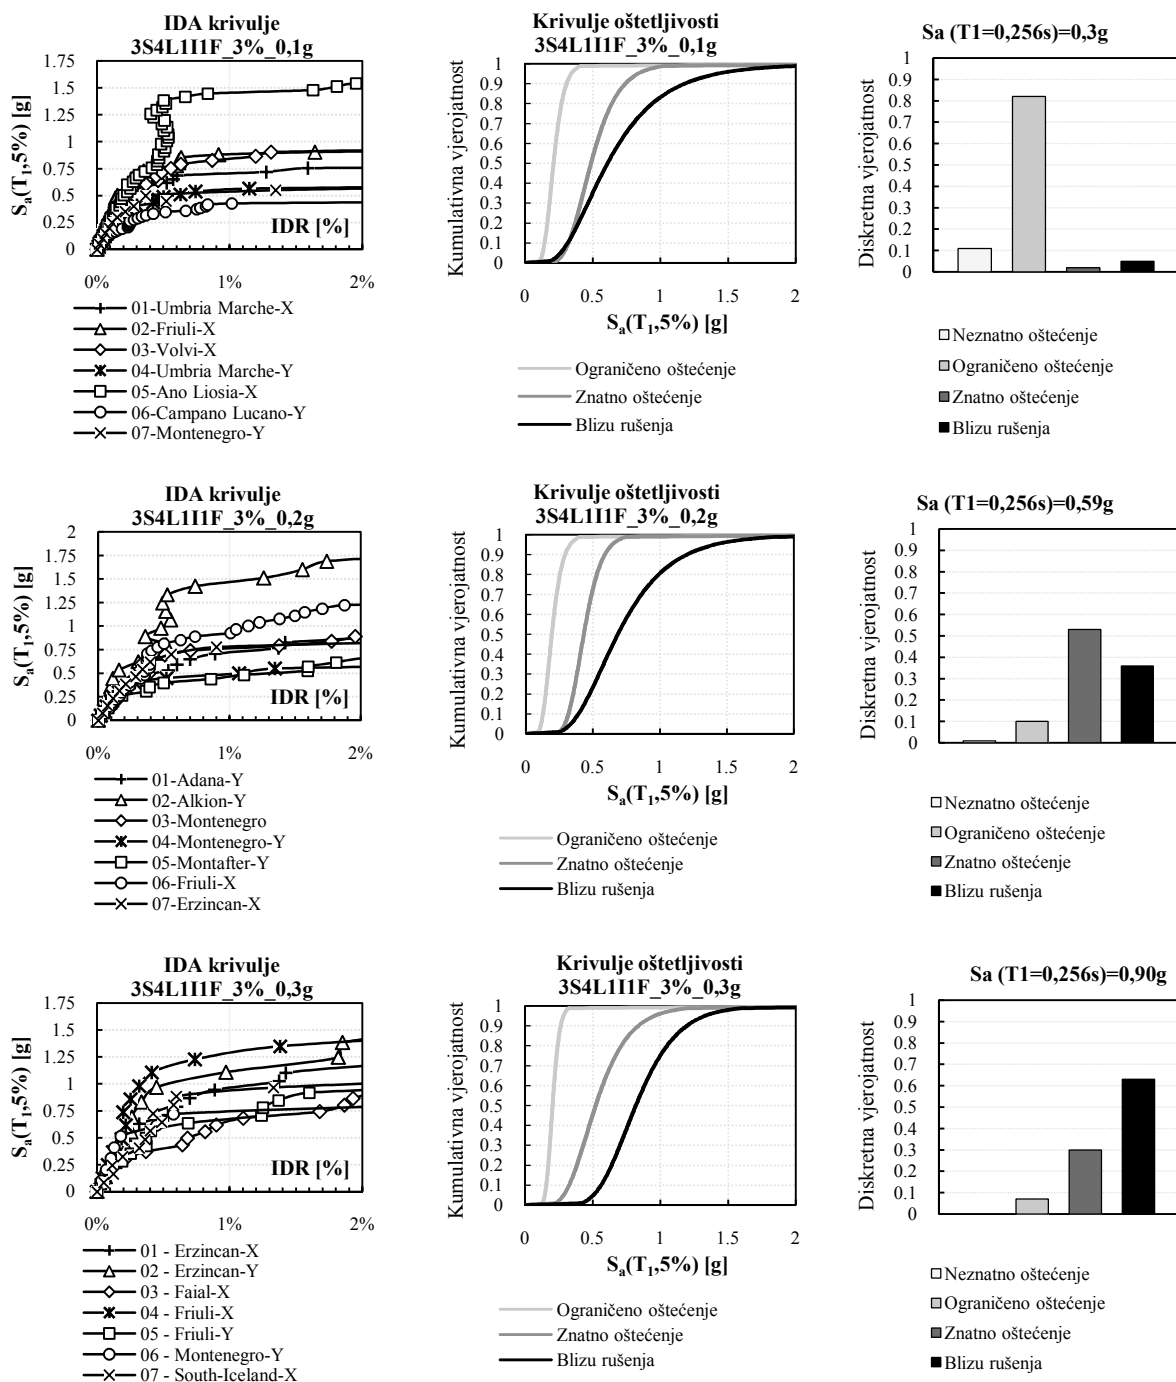 IDA krivulje
3S4L1I1F_3%_0,1g
1.75
1.5
1.25
1
0.75
0.5
0.25
0
Sa(T1,5%) [g]
IDR [%]
0% 1% 2%
01-Umbria Marche-X
02-Friuli-X
03-Volvi-X
04-Umbria Marche-Y
05-Ano Liosia-X
06-Campano Lucano-Y
07-Montenegro-Y
Krivulje oštetljivosti
3S4L1I1F_3%_0,1g
1
0.9
0.8
0.7
0.6
0.5
0.4
0.3
0.2
0.1
0
Kumulativna vjerojatnost
0 0.5 1 1.5 2
Sa(T1,5%) [g]
Ograničeno oštećenje
Znatno oštećenje
Blizu rušenja
Sa (T1=0,256s)=0,3g
1
0.9
0.8
0.7
0.6
0.5
0.4
0.3
0.2
0.1
0
Diskretna vjerojatnost
Neznatno oštećenje
Ograničeno oštećenje
Znatno oštećenje
Blizu rušenja
IDA krivulje
3S4L1I1F_3%_0,2g
2
1.75
1.5
1.25
1
0.75
0.5
0.25
0
Sa(T1,5%) [g]
IDR [%]
0% 1% 2%
01-Adana-Y
02-Alkion-Y
03-Montenegro
04-Montenegro-Y
05-Montafter-Y
06-Friuli-X
07-Erzincan-X
Krivulje oštetljivosti
3S4L1I1F_3%_0,2g
1
0.9
0.8
0.7
0.6
0.5
0.4
0.3
0.2
0.1
0
Kumulativna vjerojatnost
0 0.5 1 1.5 2
Sa(T1,5%) [g]
Ograničeno oštećenje
Znatno oštećenje
Blizu rušenja
Sa (T1=0,256s)=0,59g
1
0.9
0.8
0.7
0.6
0.5
0.4
0.3
0.2
0.1
0
Diskretna vjerojatnost
Neznatno oštećenje
Ograničeno oštećenje
Znatno oštećenje
Blizu rušenja
IDA krivulje
3S4L1I1F_3%_0,3g
1.75
1.5
1.25
1
0.75
0.5
0.25
0
Sa(T1,5%) [g]
IDR [%]
0% 1% 2%
01 - Erzincan-X
02 - Erzincan-Y
03 - Faial-X
04 - Friuli-X
05 - Friuli-Y
06 - Montenegro-Y
07 - South-Iceland-X
Krivulje oštetljivosti
3S4L1I1F_3%_0,3g
1
0.9
0.8
0.7
0.6
0.5
0.4
0.3
0.2
0.1
0
Kumulativna vjerojatnost
0 0.5 1 1.5 2
Sa(T1,5%) [g]
Ograničeno oštećenje
Znatno oštećenje
Blizu rušenja
Sa (T1=0,256s)=0,90g
1
0.9
0.8
0.7
0.6
0.5
0.4
0.3
0.2
0.1
0
Diskretna vjerojatnost
Neznatno oštećenje
Ograničeno oštećenje
Znatno oštećenje
Blizu rušenja